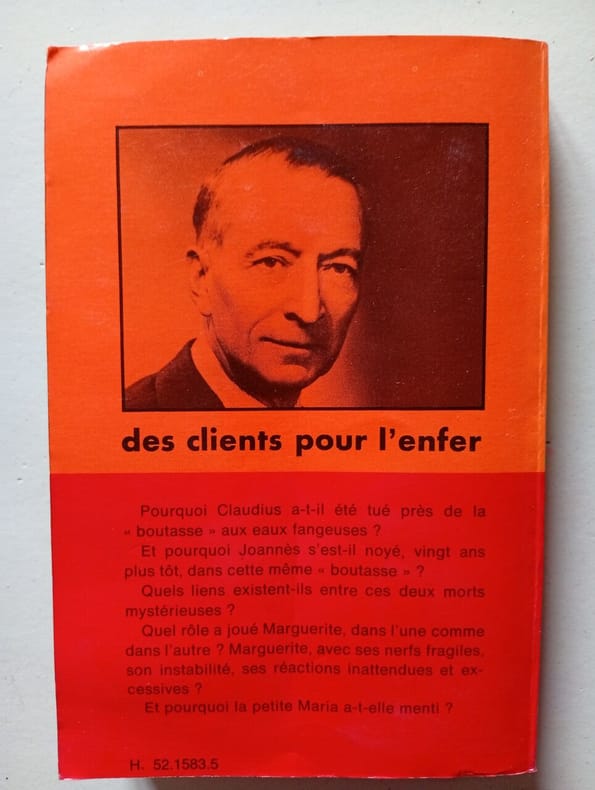 des clients pour l'enfer
Pourquoi Claudius a-t-il été tué près de la
« boutasse » aux eaux fangeuses ?
Et pourquoi Joannès s'est-il noyé, vingt ans
plus tôt, dans cette même « boutasse » ?
Quels liens existent-ils entre ces deux morts
mystérieuses ?
Quel rôle a joué Marguerite, dans l'une comme
dans l'autre ? Marguerite, avec ses nerfs fragiles,
son instabilité, ses réactions inattendues et ex-
cessives ?
Et pourquoi la petite Maria a-t-elle menti ?
H. 52.1583.5